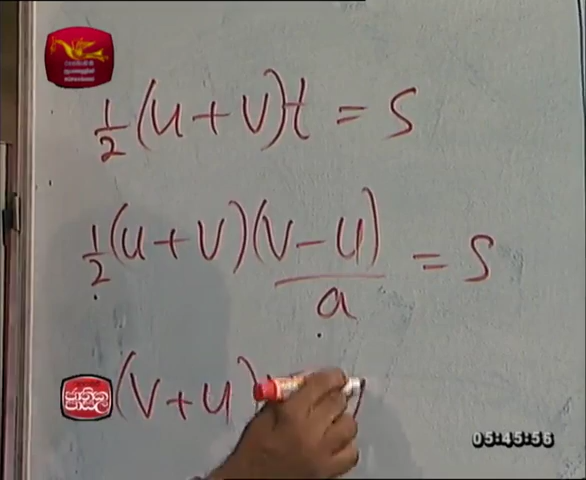 ½(u+v)t = s
½(u+v)(v-u)/a = s
(v+u)
ජාතික
05:45:56